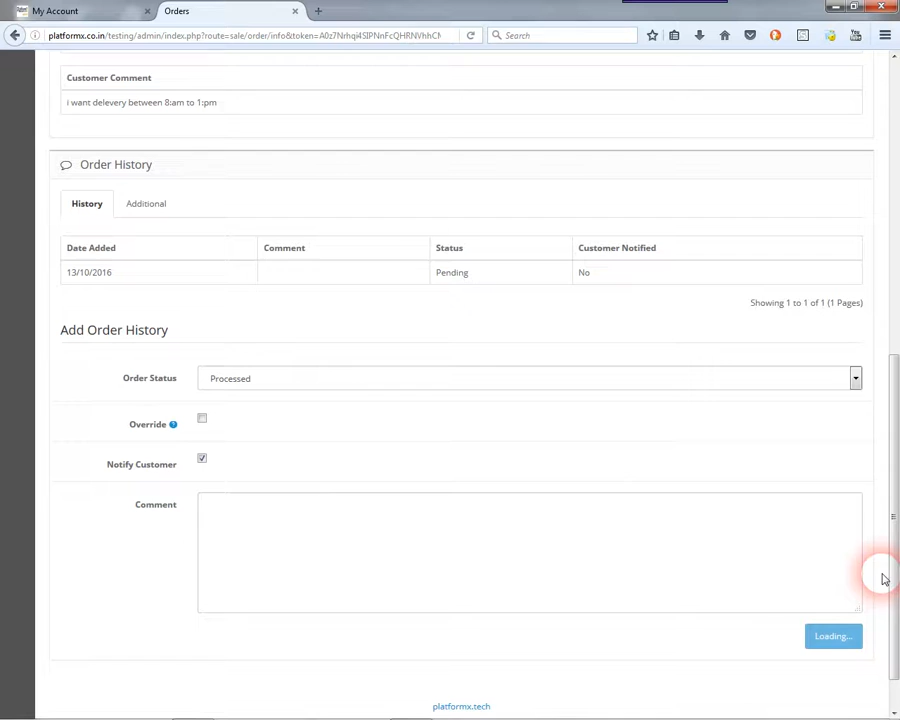 My Account
Orders
platformx.co.in/testing/admin/index.php?route=sale/order/info&token=
Search
Customer Comment
i want delevery between 8:am to 1:pm
Order History
History
Additional
Date Added
Comment
Status
Customer Notified
13/10/2016
Pending
No
Showing 1 to 1 of 1 (1 Pages)
Add Order History
Order Status
Processed
Override
Notify Customer
Comment
Loading...
platformx.tech